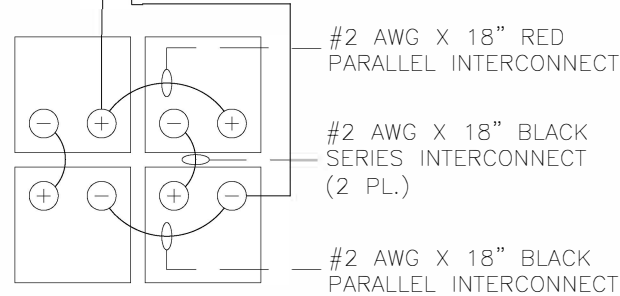 #2 AWG X 18" RED
PARALLEL INTERCONNECT
− + − +
#2 AWG X 18" BLACK
SERIES INTERCONNECT
(2 PL.)
+ − + −
#2 AWG X 18" BLACK
PARALLEL INTERCONNECT